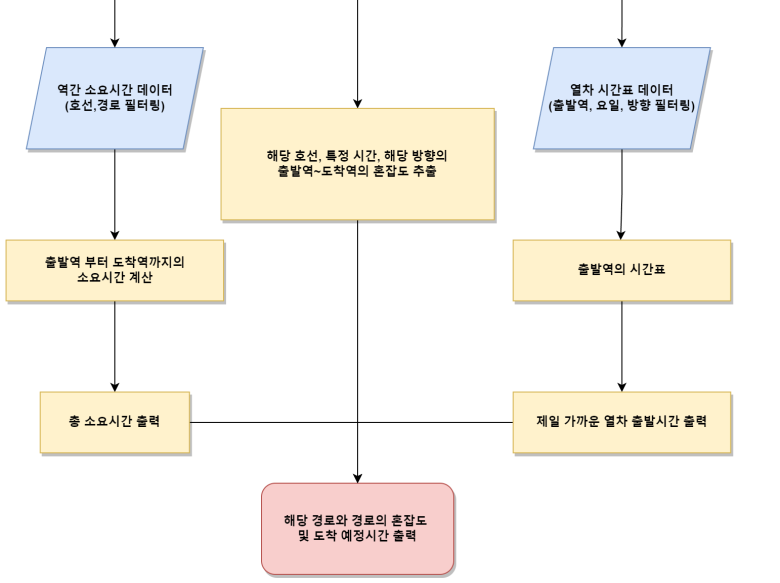 역간 소요시간 데이터
(호선,경로 필터링)
해당 호선, 특정 시간, 해당 방향의
출발역~도착역의 혼잡도 추출
열차 시간표 데이터
(출발역, 요일, 방향 필터링)
출발역 부터 도착역까지의
소요시간 계산
출발역의 시간표
총 소요시간 출력
제일 가까운 열차 출발시간 출력
해당 경로와 경로의 혼잡도
및 도착 예정시간 출력